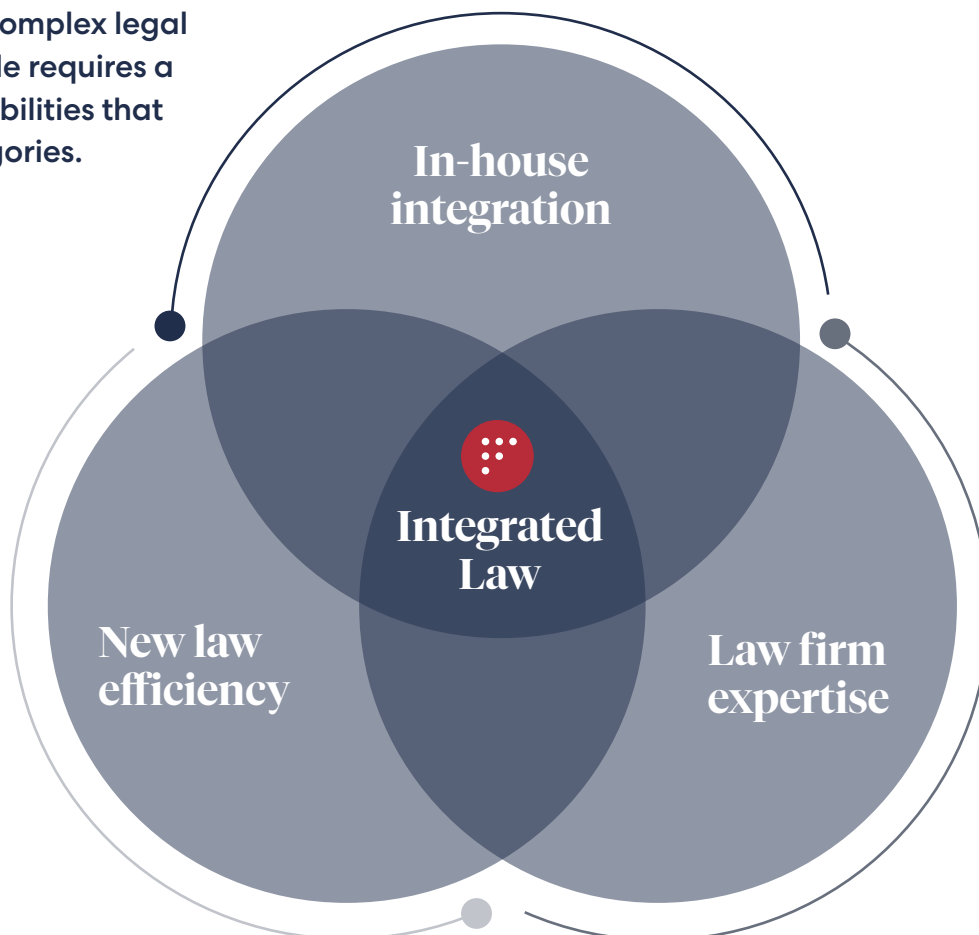 omplex legal
le requires a
bilities that
gories.
In-house
integration
Integrated
Law
New law
efficiency
Law firm
expertise